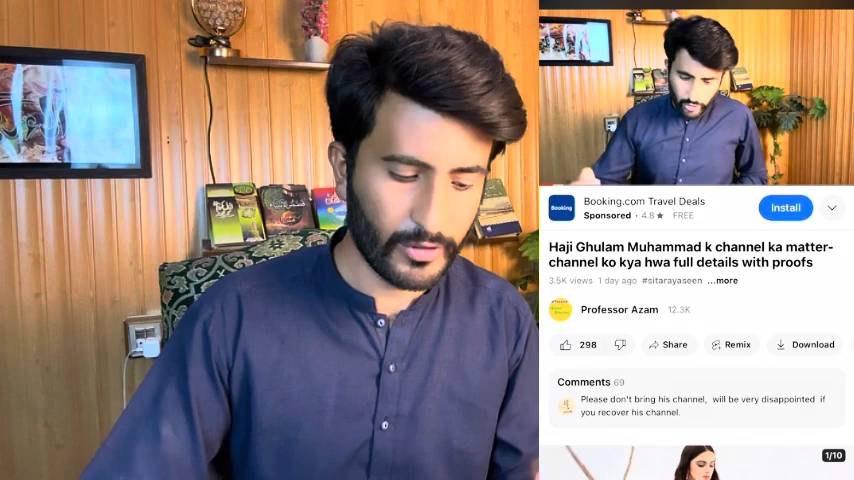 Booking.com Travel Deals
Booking
Sponsored · 4.8★ FREE
Install
Haji Ghulam Muhammad k channel ka matter-
channel ko kya hwa full details with proofs
3.5K views 1 day ago #sitarayaseen ...more
Professor Azam 12.3K
298
Share
Remix
Download
Comments 69
Please don't bring his channel, will be very disappointed if
you recover his channel.
1/10